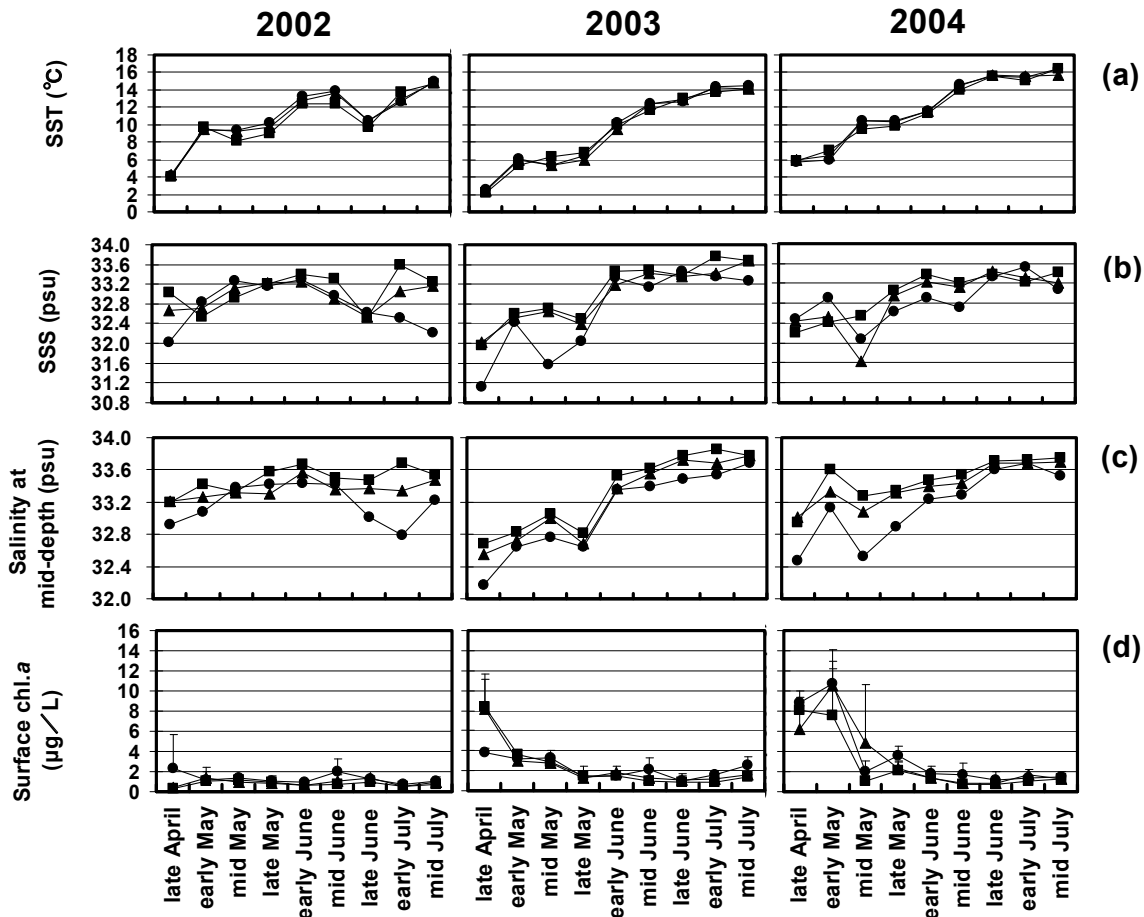 2002 2003 2004
(a)
SST (℃)
18
16
14
12
10
8
6
4
2
0
(b)
SSS (psu)
34.0
33.6
33.2
32.8
32.4
32.0
31.6
31.2
30.8
(c)
Salinity at
mid-depth (psu)
34.0
33.6
33.2
32.8
32.4
32.0
(d)
Surface chl.a
(μg／L)
16
14
12
10
8
6
4
2
0
late April
early May
mid May
late May
early June
mid June
late June
early July
mid July
late April
early May
mid May
late May
early June
mid June
late June
early July
mid July
late April
early May
mid May
late May
early June
mid June
late June
early July
mid July